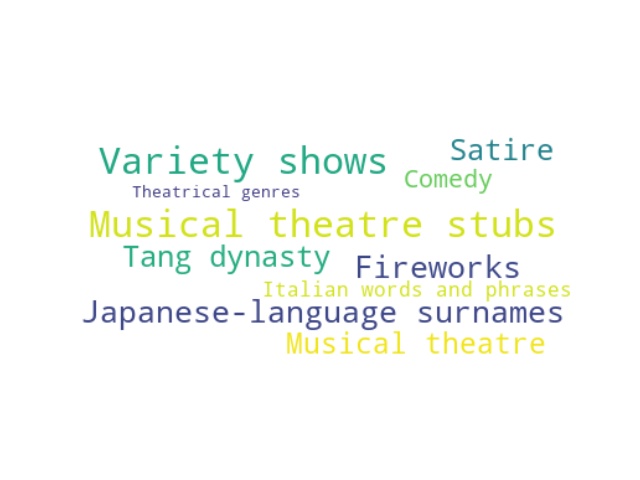 Variety shows
Satire
Comedy
Theatrical genres
Musical theatre stubs
Tang dynasty
Fireworks
Italian words and phrases
Japanese-language surnames
Musical theatre